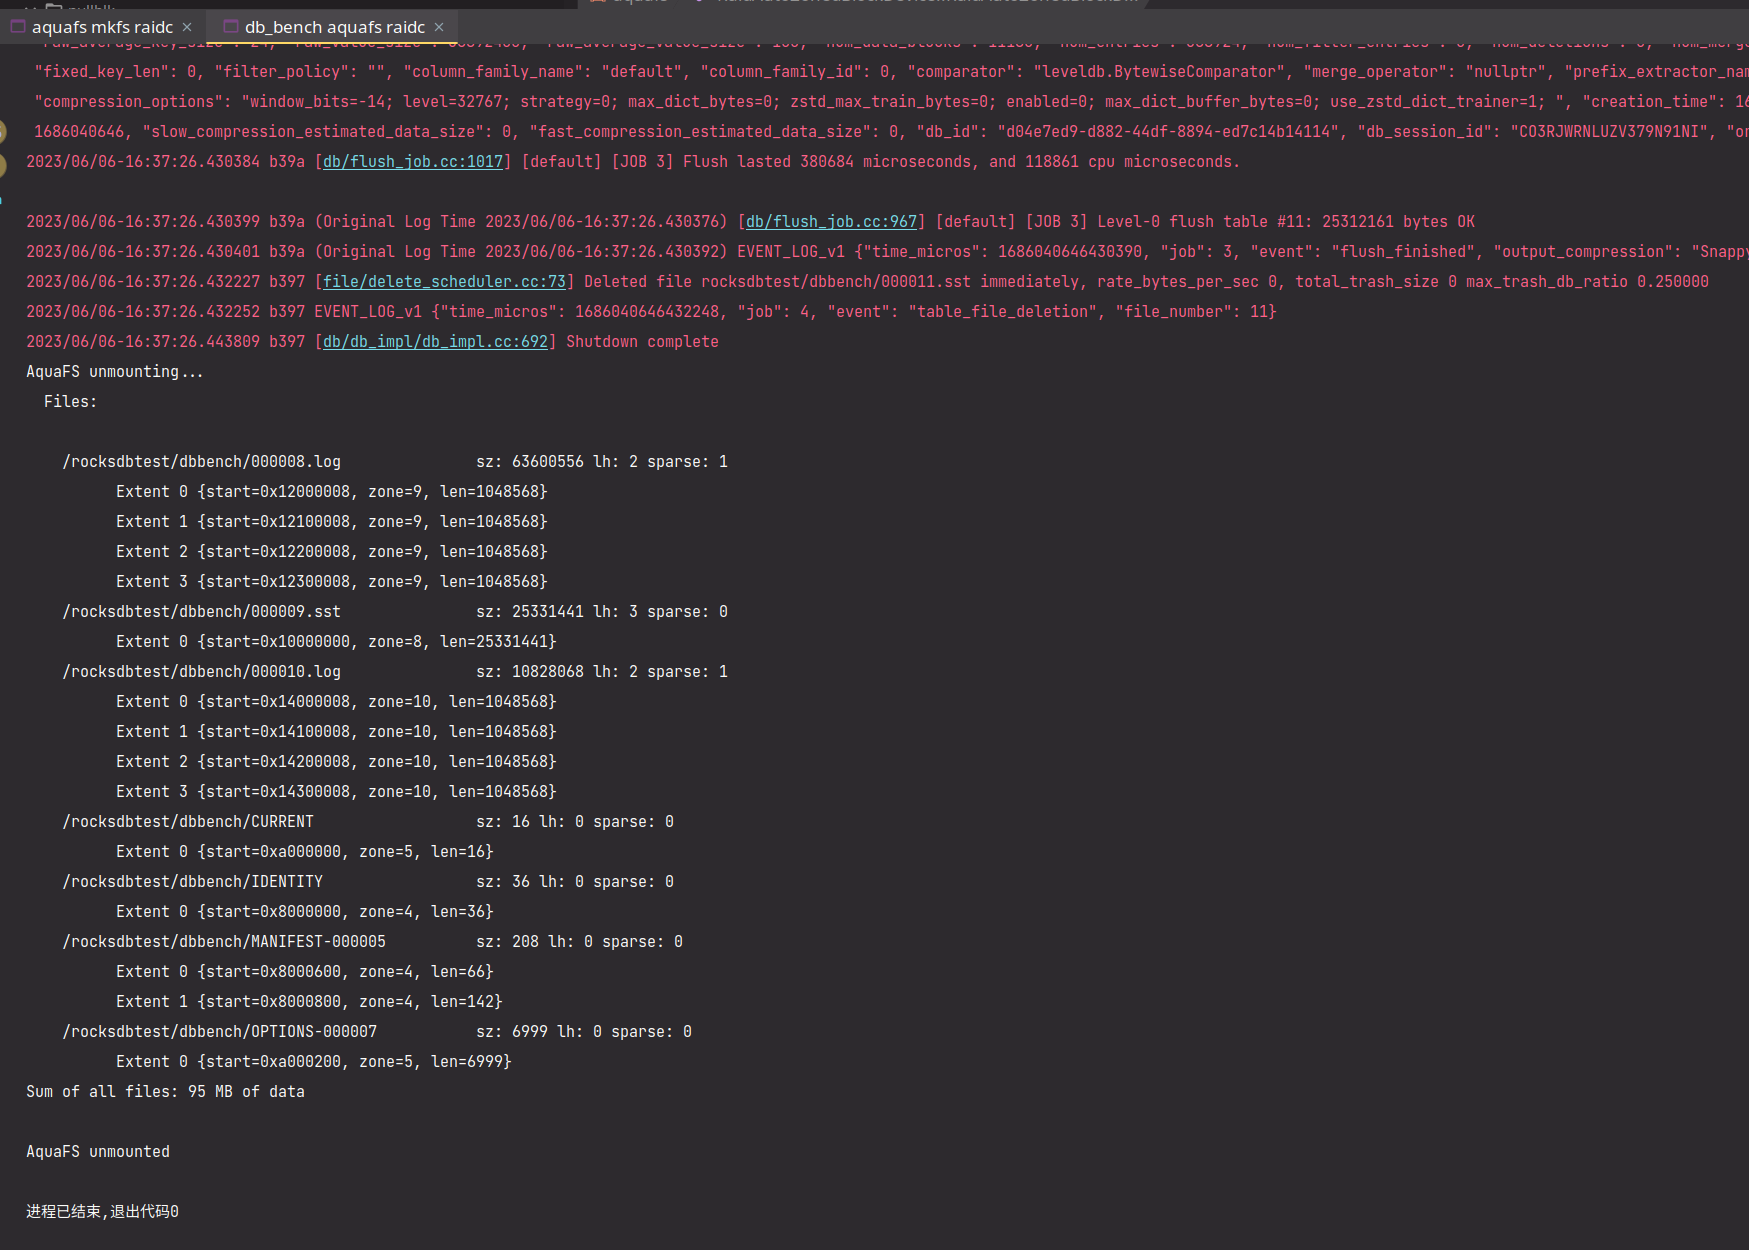 aquafs mkfs raidc ×
db_bench aquafs raidc ×
"fixed_key_len": 0, "filter_policy": "", "column_family_name": "default", "column_family_id": 0, "comparator": "leveldb.BytewiseComparator", "merge_operator": "nullptr", "prefix_extractor_nam
"compression_options": "window_bits=-14; level=32767; strategy=0; max_dict_bytes=0; zstd_max_train_bytes=0; enabled=0; max_dict_buffer_bytes=0; use_zstd_dict_trainer=1; ", "creation_time": 16
1686040646, "slow_compression_estimated_data_size": 0, "fast_compression_estimated_data_size": 0, "db_id": "d04e7ed9-d882-44df-8894-ed7c14b14114", "db_session_id": "CO3RJWRNLUZV379N91NI", "or
2023/06/06-16:37:26.430384 b39a [db/flush_job.cc:1017] [default] [JOB 3] Flush lasted 380684 microseconds, and 118861 cpu microseconds.
2023/06/06-16:37:26.430399 b39a (Original Log Time 2023/06/06-16:37:26.430376) [db/flush_job.cc:967] [default] [JOB 3] Level-0 flush table #11: 25312161 bytes OK
2023/06/06-16:37:26.430401 b39a (Original Log Time 2023/06/06-16:37:26.430392) EVENT_LOG_v1 {"time_micros": 1686040646430390, "job": 3, "event": "flush_finished", "output_compression": "Snappy
2023/06/06-16:37:26.432227 b397 [file/delete_scheduler.cc:73] Deleted file rocksdbtest/dbbench/000011.sst immediately, rate_bytes_per_sec 0, total_trash_size 0 max_trash_db_ratio 0.250000
2023/06/06-16:37:26.432252 b397 EVENT_LOG_v1 {"time_micros": 1686040646432248, "job": 4, "event": "table_file_deletion", "file_number": 11}
2023/06/06-16:37:26.443809 b397 [db/db_impl/db_impl.cc:692] Shutdown complete
AquaFS unmounting...
Files:
/rocksdbtest/dbbench/000008.log sz: 63600556 lh: 2 sparse: 1
Extent 0 {start=0x12000008, zone=9, len=1048568}
Extent 1 {start=0x12100008, zone=9, len=1048568}
Extent 2 {start=0x12200008, zone=9, len=1048568}
Extent 3 {start=0x12300008, zone=9, len=1048568}
/rocksdbtest/dbbench/000009.sst sz: 25331441 lh: 3 sparse: 0
Extent 0 {start=0x10000000, zone=8, len=25331441}
/rocksdbtest/dbbench/000010.log sz: 10828068 lh: 2 sparse: 1
Extent 0 {start=0x14000008, zone=10, len=1048568}
Extent 1 {start=0x14100008, zone=10, len=1048568}
Extent 2 {start=0x14200008, zone=10, len=1048568}
Extent 3 {start=0x14300008, zone=10, len=1048568}
/rocksdbtest/dbbench/CURRENT sz: 16 lh: 0 sparse: 0
Extent 0 {start=0xa000000, zone=5, len=16}
/rocksdbtest/dbbench/IDENTITY sz: 36 lh: 0 sparse: 0
Extent 0 {start=0x8000000, zone=4, len=36}
/rocksdbtest/dbbench/MANIFEST-000005 sz: 208 lh: 0 sparse: 0
Extent 0 {start=0x8000600, zone=4, len=66}
Extent 1 {start=0x8000800, zone=4, len=142}
/rocksdbtest/dbbench/OPTIONS-000007 sz: 6999 lh: 0 sparse: 0
Extent 0 {start=0xa000200, zone=5, len=6999}
Sum of all files: 95 MB of data
AquaFS unmounted
进程已结束,退出代码0